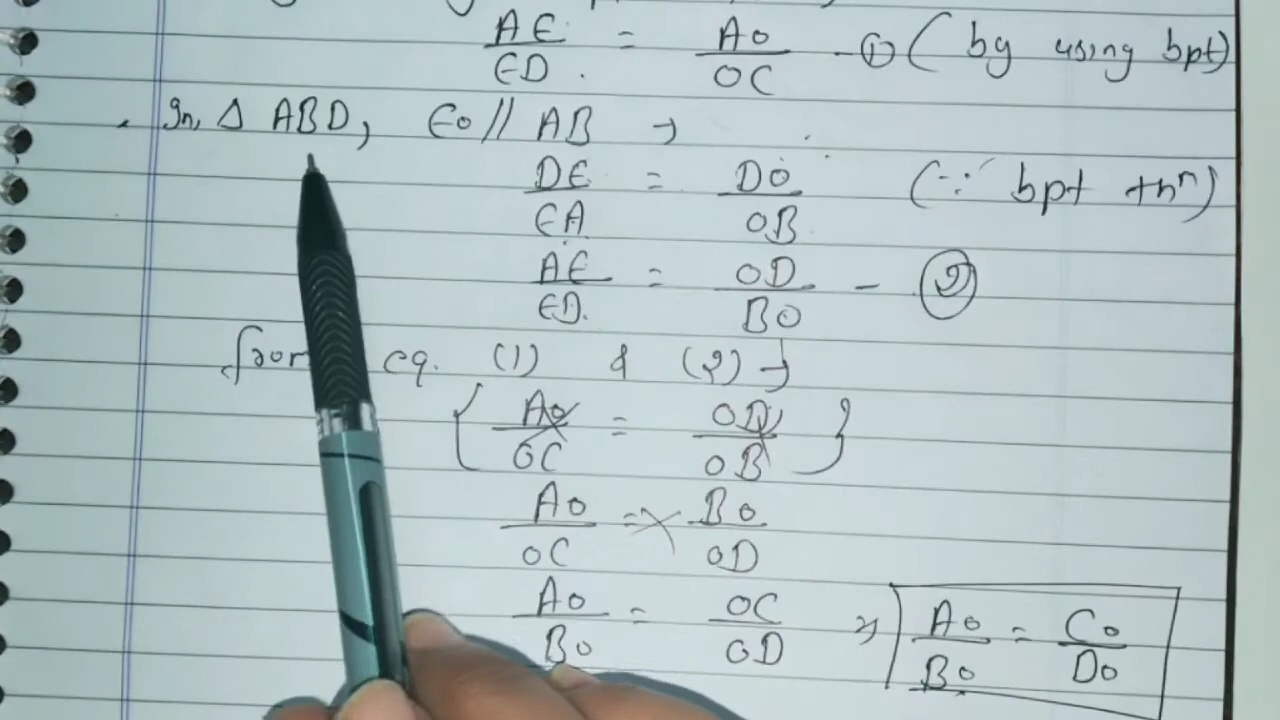 AE/ED = AO/OC - ① (by using bpt)
In, Δ ABD, EO // AB →
DE/EA = DO/OB (∵ bpt thⁿ)
AE/ED = OD/BO - ②
eq. (1) & (2) →
{ AO/OC = OD/OB }
AO/OC = BO/OD
AO/BO = OC/OD ⇒ AO/BO = CO/DO